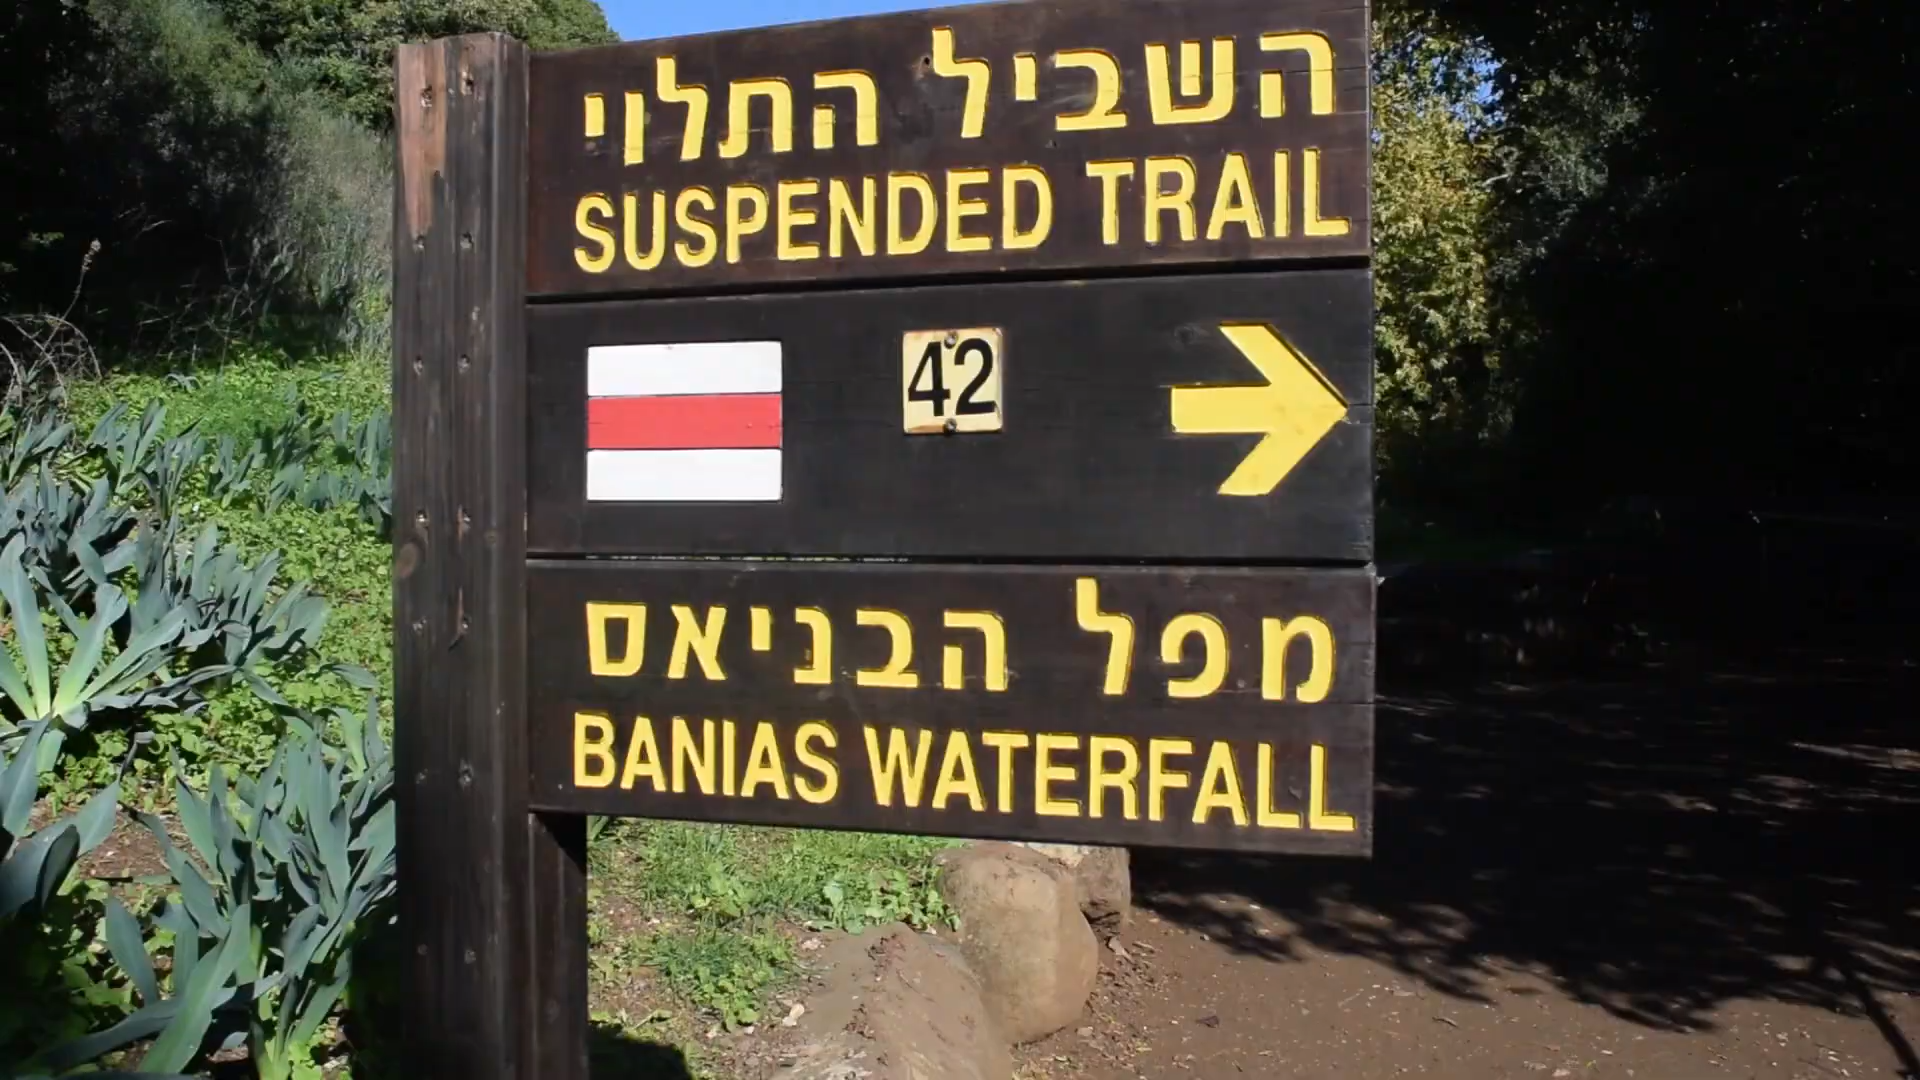 השביל התלוי
SUSPENDED TRAIL
42
מפל הבניאס
BANIAS WATERFALL